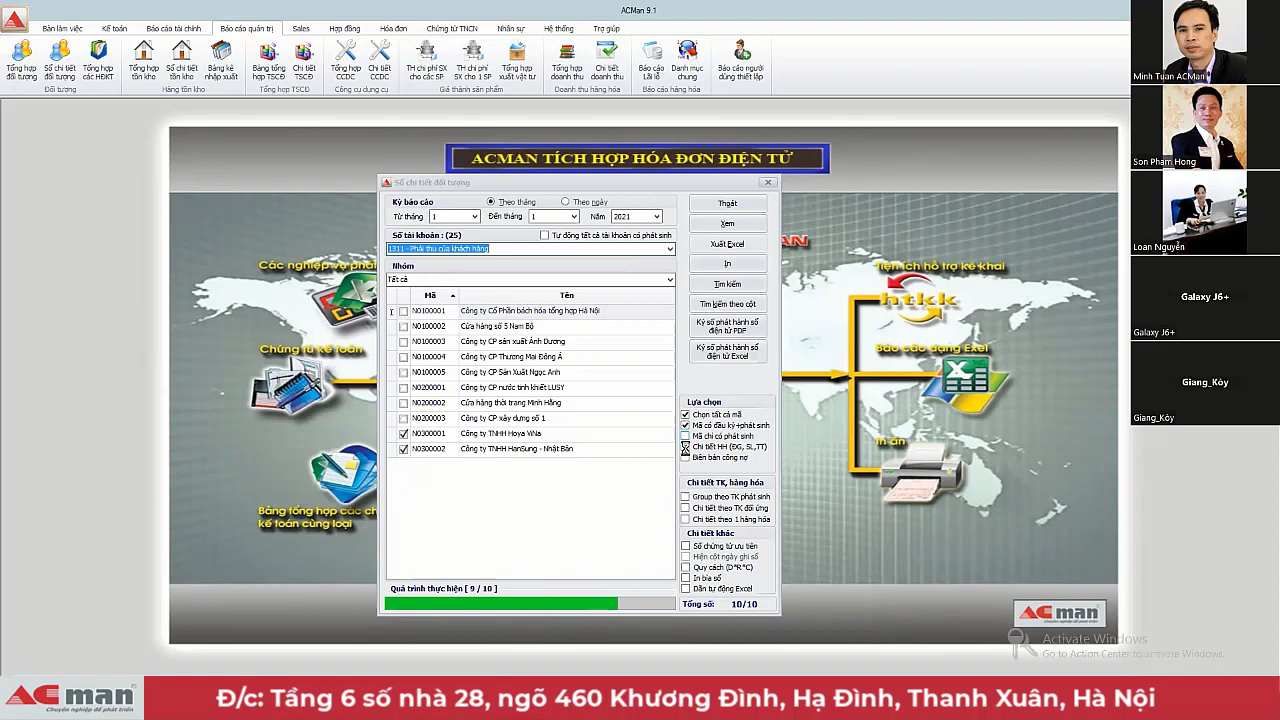 ACMan 9.1
Bàn làm việc Kế toán Báo cáo tài chính Báo cáo quản trị Sales Hợp đồng Hóa đơn Chứng từ TNCN Nhân sự Hệ thống Trợ giúp
Tổng hợp đối tượng
Sổ chi tiết đối tượng
Tổng hợp các HĐKT
Tổng hợp tồn kho
Sổ chi tiết tồn kho
Bảng kê nhập xuất
Bảng tổng hợp TSCĐ
Chi tiết TSCĐ
Tổng hợp CCDC
Chi tiết CCDC
TH chi phí SX cho các SP
TH chi phí SX cho 1 SP
Tổng hợp xuất vật tư
Tổng hợp doanh thu
Chi tiết doanh thu
Báo cáo Lãi lỗ
Danh mục chung
Báo cáo người dùng thiết lập
Đối tượng Hàng tồn kho Tổng hợp TSCĐ Công cụ dụng cụ Giá thành sản phẩm Doanh thu hàng hóa Báo cáo hàng hóa
ACMAN TÍCH HỢP HÓA ĐƠN ĐIỆN TỬ
Các nghiệp vụ phá
Chứng từ kế toán
Bảng tổng hợp các ch
kế toán cùng loại
AN
Tiện ích hỗ trợ kê khai
htkk
Báo cáo dạng Exel
In ấn
Sổ chi tiết đối tượng
Kỳ báo cáo Theo tháng Theo ngày
Từ tháng 1 Đến tháng 1 Năm 2021
Số tài khoản : (25) Tự động tất cả tài khoản có phát sinh
1311 - Phải thu của khách hàng
Nhóm
Tất cả
Mã Tên
N0100001 Công ty Cổ Phần bách hóa tổng hợp Hà Nội
N0100002 Cửa hàng số 5 Nam Bộ
N0100003 Công ty CP sản xuất Ánh Dương
N0100004 Công ty CP Thương Mại Đông Á
N0100005 Công ty CP Sản Xuất Ngọc Anh
N0200001 Công ty CP nước tinh khiết LUSY
N0200002 Cửa hàng thời trang Minh Hằng
N0200003 Công ty CP xây dựng số 1
N0300001 Công ty TNHH Hoya ViNa
N0300002 Công ty TNHH HanSung - Nhật Bản
Quá trình thực hiện [ 9 / 10 ]
Thoát
Xem
Xuất Excel
In
Tìm kiếm
Tìm kiếm theo cột
Ký số phát hành số điện tử PDF
Ký số phát hành số điện tử Excel
Lựa chọn
Chọn tất cả mã
Mã có đầu kỳ+phát sinh
Mã chỉ có phát sinh
Chi tiết HH (ĐG, SL,TT)
Biên bản công nợ
Chi tiết TK, hàng hóa
Group theo TK phát sinh
Chi tiết theo TK đối ứng
Chi tiết theo 1 hàng hóa
Chi tiết khác
Số chứng từ ưu tiên
Hiện cột ngày ghi sổ
Quy cách (D*R*C)
In bìa sổ
Dãn tự động Excel
Tổng số: 10/10
ACman
Chuyên nghiệp để phát triển
Activate Windows
Go to Action Center to activate Windows.
Minh Tuan ACMan
Son Pham Hong
Loan Nguyễn
Galaxy J6+
Galaxy J6+
Giang_Kòy
Giang_Kòy
ACman
Chuyên nghiệp để phát triển
Đ/c: Tầng 6 số nhà 28, ngõ 460 Khương Đình, Hạ Đình, Thanh Xuân, Hà Nội